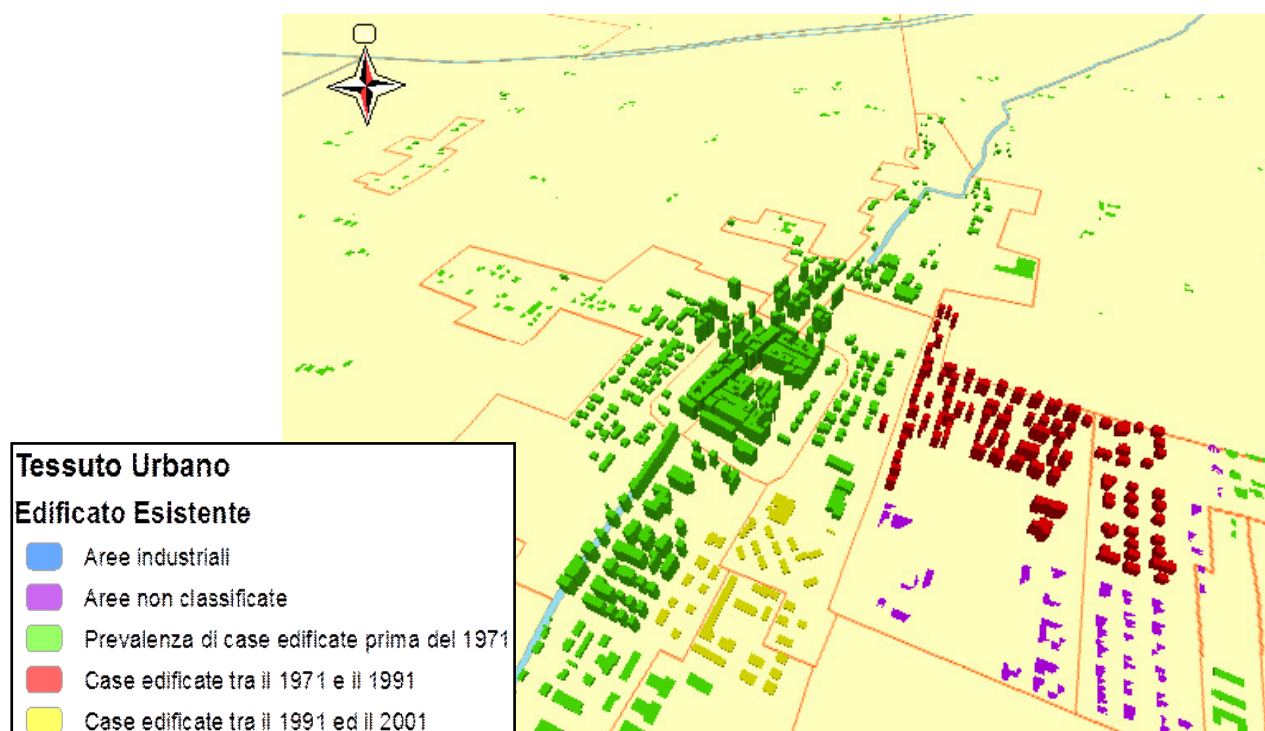 Tessuto Urbano
Edificato Esistente
Aree industriali
Aree non classificate
Prevalenza di case edificate prima del 1971
Case edificate tra il 1971 e il 1991
Case edificate tra il 1991 ed il 2001